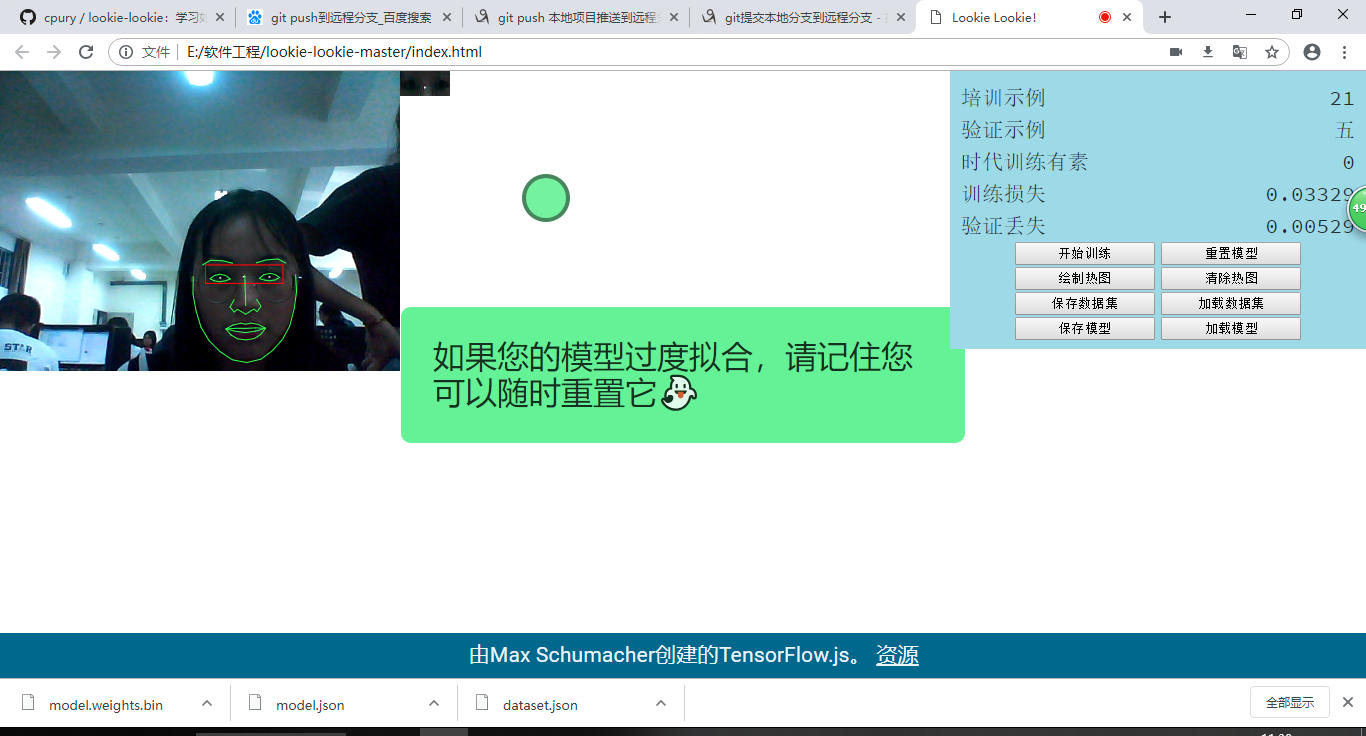 cpury / lookie-lookie: 学习如
git push到远程分支_百度搜索
git push 本地项目推送到远程分
git提交本地分支到远程分支 -
Lookie Lookie!
文件
E:/软件工程/lookie-lookie-master/index.html
培训示例 21
验证示例 五
时代训练有素 0
训练损失 0.03329
验证丢失 0.00529
49
开始训练 重置模型
绘制热图 清除热图
保存数据集 加载数据集
保存模型 加载模型
STAR
如果您的模型过度拟合，请记住您
可以随时重置它
由Max Schumacher创建的TensorFlow.js。 资源
model.weights.bin
model.json
dataset.json
全部显示